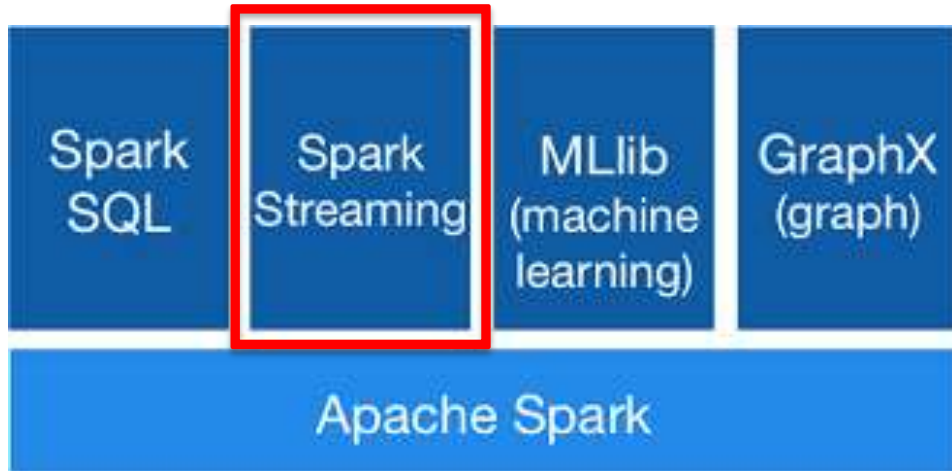 Spark
SQL
Spark
Streaming
MLlib
(machine
learning)
GraphX
(graph)
Apache Spark